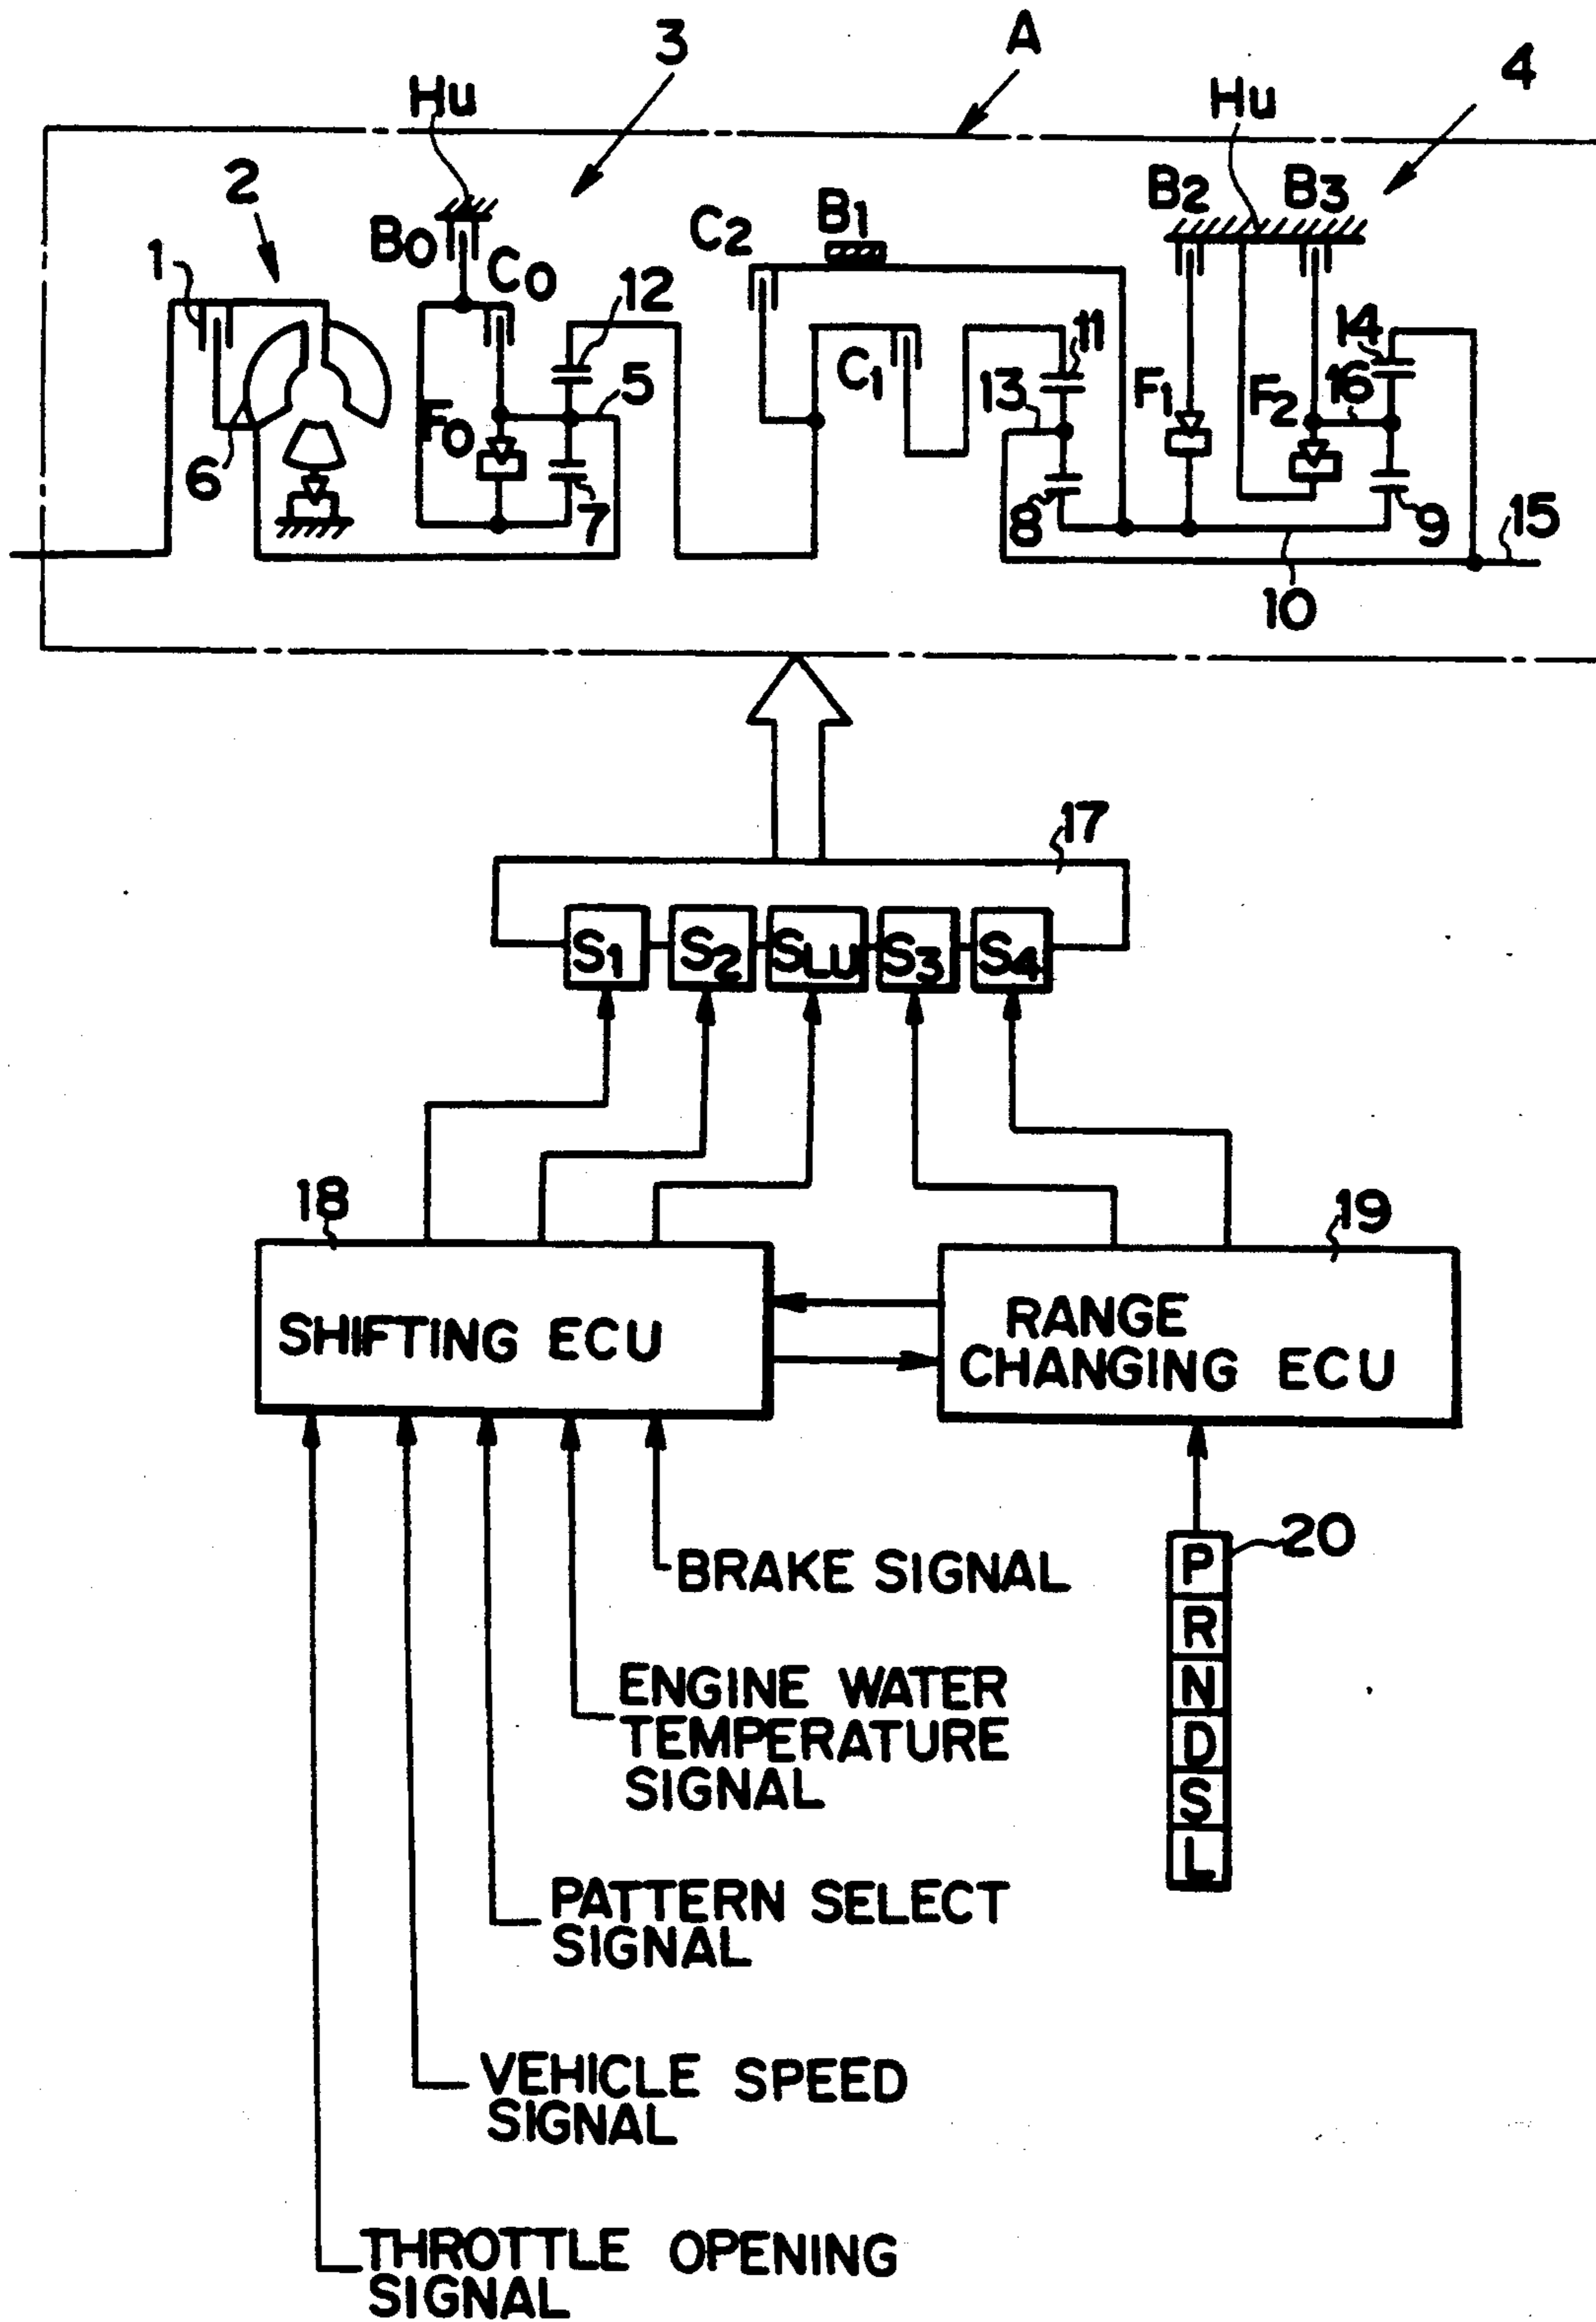 3
A
4
Hu
Hu
2
B0
C0
12
C2
B1
B2
B3
1
11
14
C1
13
F1
F2
16
5
F0
6
7
8
9
15
10
17
S1 S2 SLU S3 S4
18
19
SHIFTING ECU
RANGE
CHANGING ECU
20
P
R
N
D
S
L
BRAKE SIGNAL
ENGINE WATER
TEMPERATURE
SIGNAL
PATTERN SELECT
SIGNAL
VEHICLE SPEED
SIGNAL
THROTTLE OPENING
SIGNAL